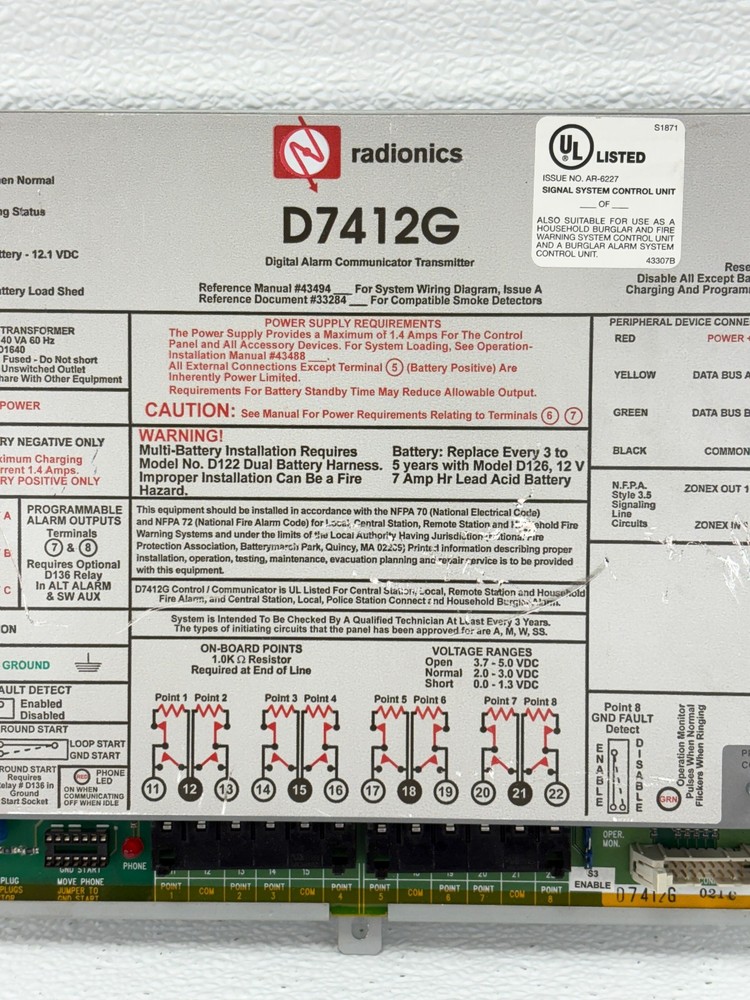 radionics
D7412G
Digital Alarm Communicator Transmitter
Reference Manual #43494 ___ For System Wiring Diagram, Issue A
Reference Document #33284 ___ For Compatible Smoke Detectors
UL LISTED
S1871
ISSUE NO. AR-6227
SIGNAL SYSTEM CONTROL UNIT
___ OF ___
ALSO SUITABLE FOR USE AS A
HOUSEHOLD BURGLAR AND FIRE
WARNING SYSTEM CONTROL UNIT
AND A BURGLAR ALARM SYSTEM
CONTROL UNIT.
43307B
en Normal
ng Status
ttery - 12.1 VDC
ttery Load Shed
Rese
Disable All Except Ba
Charging And Programm
TRANSFORMER
40 VA 60 Hz
D1640
Fused - Do Not short
Unswitched Outlet
hare With Other Equipment
POWER
RY NEGATIVE ONLY
ximum Charging
rrent 1.4 Amps.
RY POSITIVE ONLY
A
B
C
PROGRAMMABLE
ALARM OUTPUTS
Terminals
7 & 8
Requires Optional
D136 Relay
In ALT ALARM
& SW AUX
ION
GROUND
AULT DETECT
Enabled
Disabled
ROUND START
LOOP START
GND START
ROUND START
Requires
Relay # D136 in
Ground
Start Socket
RED
PHONE
LED
ON WHEN
COMMUNICATING
OFF WHEN IDLE
POWER SUPPLY REQUIREMENTS
The Power Supply Provides a Maximum of 1.4 Amps For The Control
Panel and All Accessory Devices. For System Loading, See Operation-
Installation Manual #43488 ___.
All External Connections Except Terminal 5 (Battery Positive) Are
Inherently Power Limited.
Requirements For Battery Standby Time May Reduce Allowable Output.
CAUTION: See Manual For Power Requirements Relating to Terminals 6 7
WARNING!
Multi-Battery Installation Requires
Model No. D122 Dual Battery Harness.
Improper Installation Can Be a Fire
Hazard.
Battery: Replace Every 3 to
5 years with Model D126, 12 V
7 Amp Hr Lead Acid Battery
This equipment should be installed in accordance with the NFPA 70 (National Electrical Code)
and NFPA 72 (National Fire Alarm Code) for Local, Central Station, Remote Station and Household Fire
Warning Systems and under the limits of the Local Authority Having Jurisdiction (National Fire
Protection Association, Batterymarch Park, Quincy, MA 02269) Printed information describing proper
installation, operation, testing, maintenance, evacuation planning and repair service is to be provided
with this equipment.
D7412G Control / Communicator is UL Listed For Central Station, Local, Remote Station and Household
Fire Alarm, and Central Station, Local, Police Station Connect and Household Burglar Alarm.
System is Intended to Be Checked By A Qualified Technician At Least Every 3 Years.
The types of initiating circuits that the panel has been approved for are A, M, W, SS.
ON-BOARD POINTS
1.0K Ω Resistor
Required at End of Line
VOLTAGE RANGES
Open 3.7 - 5.0 VDC
Normal 2.0 - 3.0 VDC
Short 0.0 - 1.3 VDC
Point 1 Point 2 Point 3 Point 4 Point 5 Point 6 Point 7 Point 8
11 12 13 14 15 16 17 18 19 20 21 22
PERIPHERAL DEVICE CONNE
RED POWER +
YELLOW DATA BUS A
GREEN DATA BUS B
BLACK COMMON
N.F.P.A.
Style 3.5
Signaling
Line
Circuits
ZONEX OUT 1
ZONEX IN
Point 8
GND FAULT
Detect
ENABLE
DISABLE
Operation Monitor
Pulses When Normal
Flickers When Ringing
GRN
P
CO
PLUG
PLUGS
TOR
GND START
MOVE PHONE
JUMPER TO
GND START
PHONE
POINT 1
COM
POINT 2
POINT 3
COM
POINT 4
POINT 5
COM
POINT 6
POINT 7
COM
POINT 8
S3
ENABLE
OPER.
MON.
D7412G